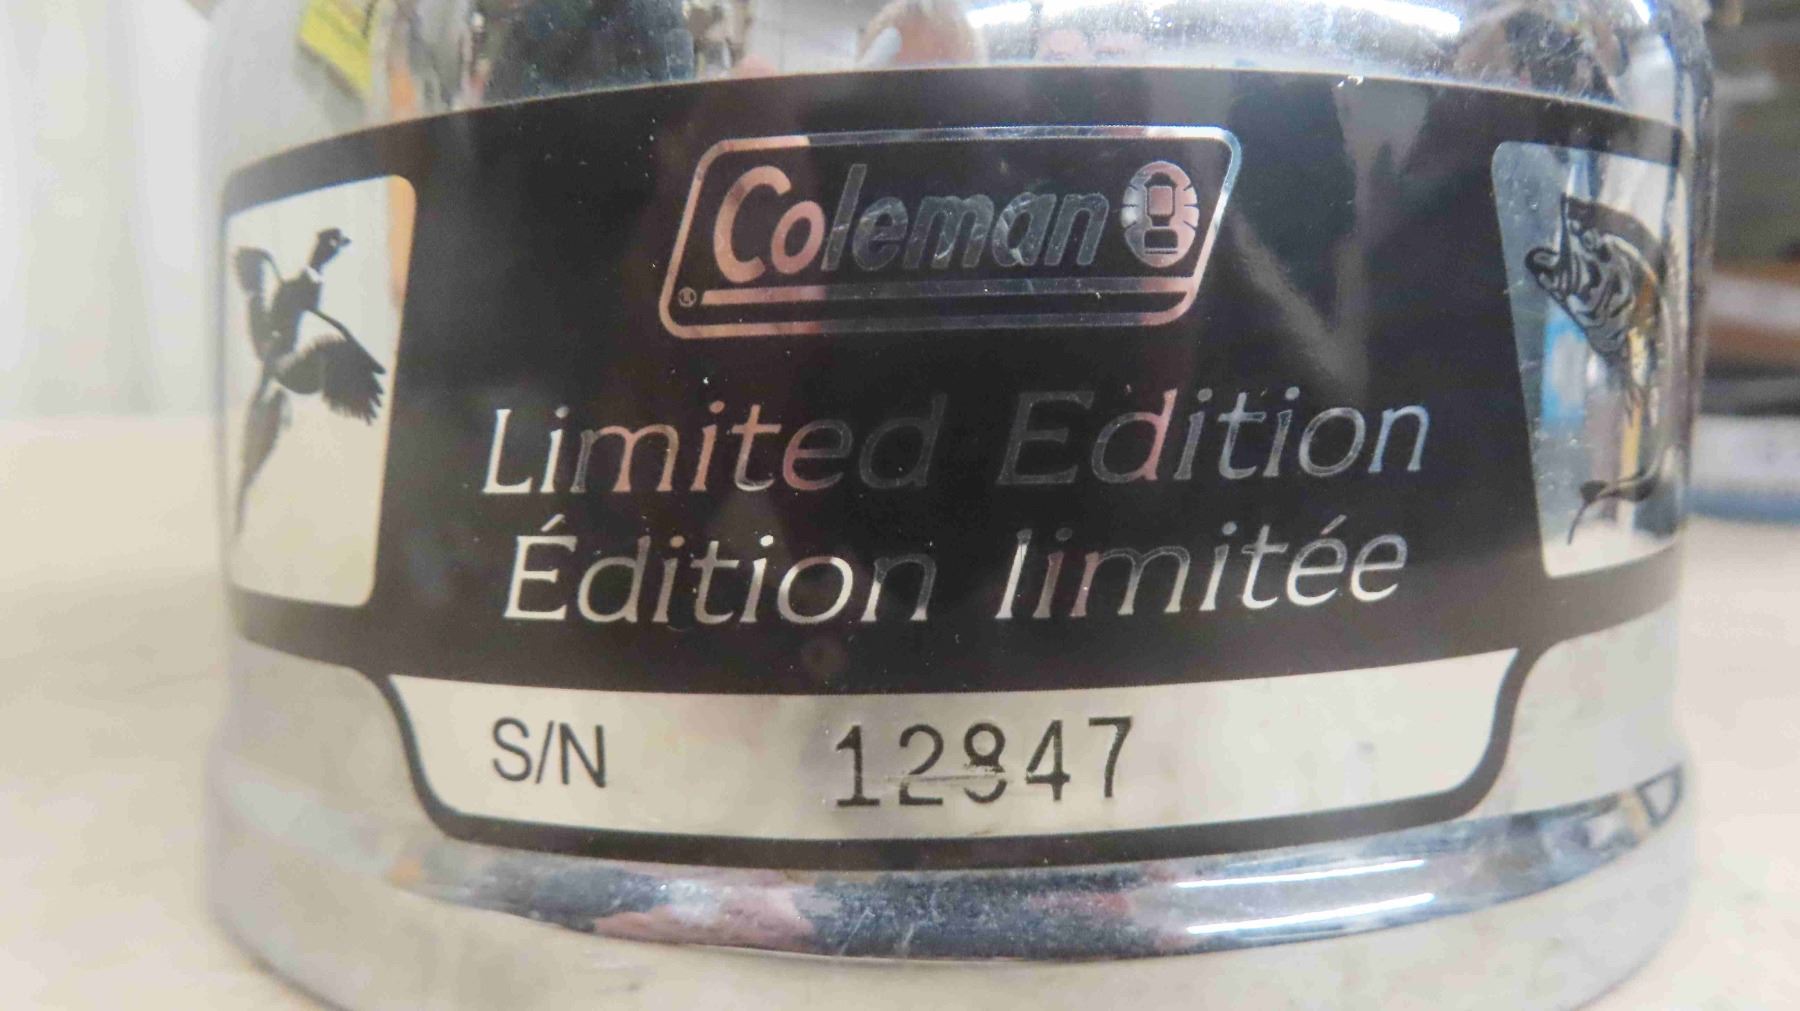 Coleman
®
Limited Edition
Édition limitée
S/N 12847